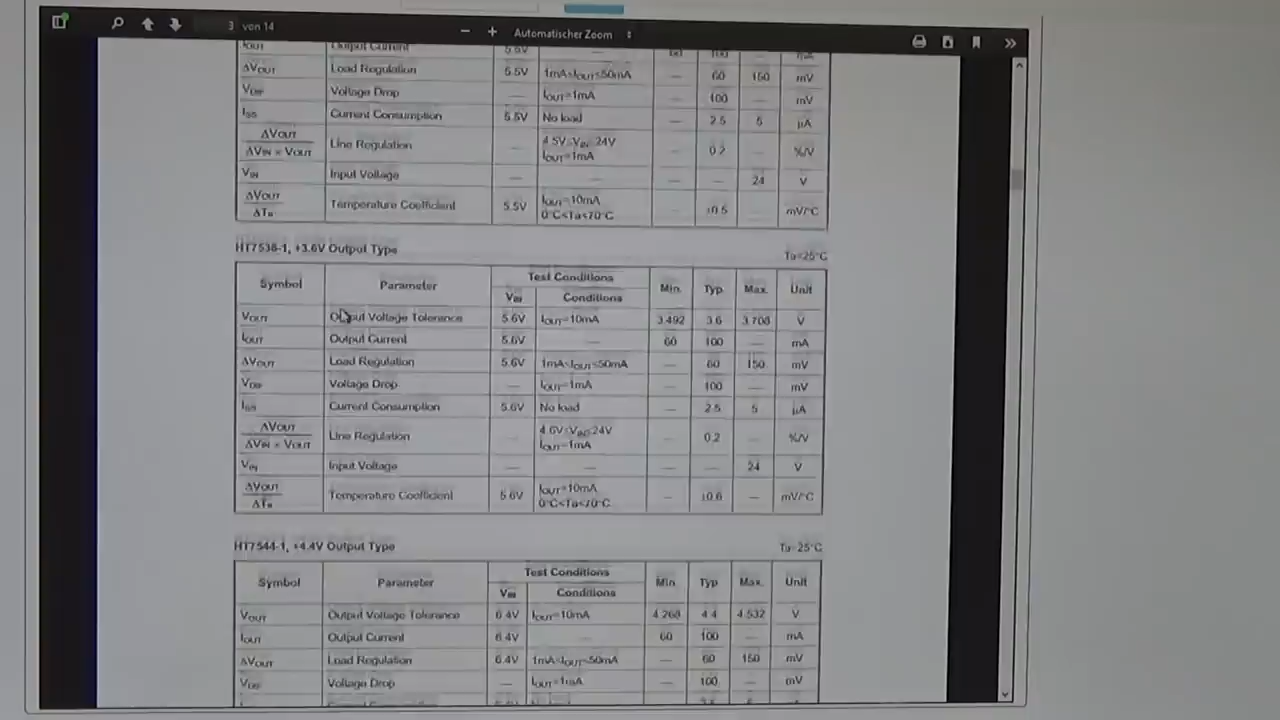 3 von 14
Automatischer Zoom
IOUT Output Current 5.5V — 60 100 — mA
ΔVOUT Load Regulation 5.5V 1mA≤IOUT≤50mA — 60 150 mV
VDIF Voltage Drop — IOUT=1mA — 100 — mV
ISS Current Consumption 5.5V No load — 2.5 5 μA
ΔVOUT
ΔVIN × VOUT Line Regulation — 4.5V≤VIN≤24V
IOUT=1mA — 0.2 — %/V
VIN Input Voltage — — — — 24 V
ΔVOUT
ΔTa Temperature Coefficient 5.5V IOUT=10mA
0°C<Ta<70°C — ±0.5 — mV/°C
HT7536-1, +3.6V Output Type Ta=25°C
Symbol Parameter Test Conditions Min. Typ. Max. Unit
VIN Conditions
VOUT Output Voltage Tolerance 5.6V IOUT=10mA 3.492 3.6 3.708 V
IOUT Output Current 5.6V — 60 100 — mA
ΔVOUT Load Regulation 5.6V 1mA≤IOUT≤50mA — 60 150 mV
VDIF Voltage Drop — IOUT=1mA — 100 — mV
ISS Current Consumption 5.6V No load — 2.5 5 μA
ΔVOUT
ΔVIN × VOUT Line Regulation — 4.6V≤VIN≤24V
IOUT=1mA — 0.2 — %/V
VIN Input Voltage — — — — 24 V
ΔVOUT
ΔTa Temperature Coefficient 5.6V IOUT=10mA
0°C<Ta<70°C — ±0.6 — mV/°C
HT7544-1, +4.4V Output Type Ta=25°C
Symbol Parameter Test Conditions Min. Typ. Max. Unit
VIN Conditions
VOUT Output Voltage Tolerance 6.4V IOUT=10mA 4.268 4.4 4.532 V
IOUT Output Current 6.4V — 60 100 — mA
ΔVOUT Load Regulation 6.4V 1mA≤IOUT≤50mA — 60 150 mV
VDIF Voltage Drop — IOUT=1mA — 100 — mV